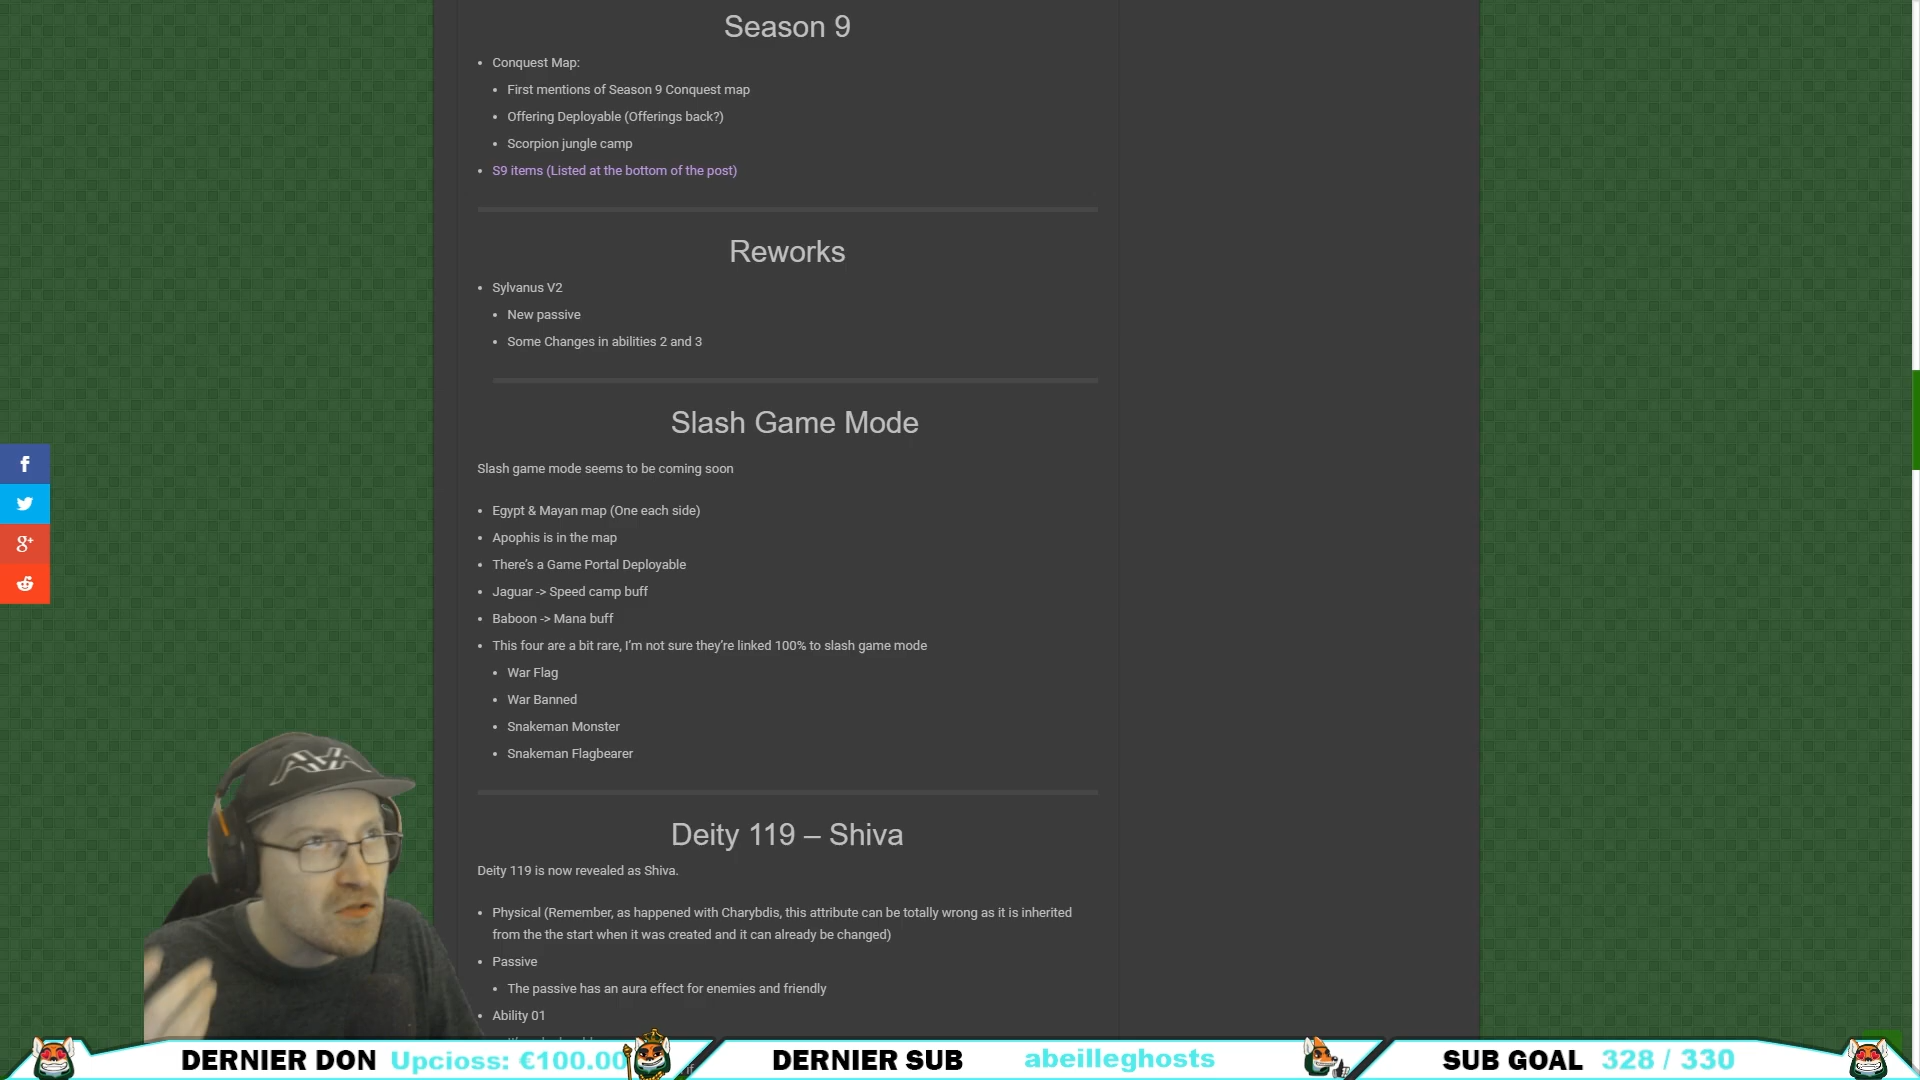 Season 9
Conquest Map:
First mentions of Season 9 Conquest map
Offering Deployable (Offerings back?)
Scorpion jungle camp
S9 items (Listed at the bottom of the post)
Reworks
Sylvanus V2
New passive
Some Changes in abilities 2 and 3
Slash Game Mode
Slash game mode seems to be coming soon
Egypt & Mayan map (One each side)
Apophis is in the map
There's a Game Portal Deployable
Jaguar -> Speed camp buff
Baboon -> Mana buff
This four are a bit rare, I'm not sure they're linked 100% to slash game mode
War Flag
War Banned
Snakeman Monster
Snakeman Flagbearer
Deity 119 – Shiva
Deity 119 is now revealed as Shiva.
Physical (Remember, as happened with Charybdis, this attribute can be totally wrong as it is inherited
from the the start when it was created and it can already be changed)
Passive
The passive has an aura effect for enemies and friendly
Ability 01
DERNIER DON Upcioss: €100.00
DERNIER SUB abeilleghosts
SUB GOAL 328 / 330